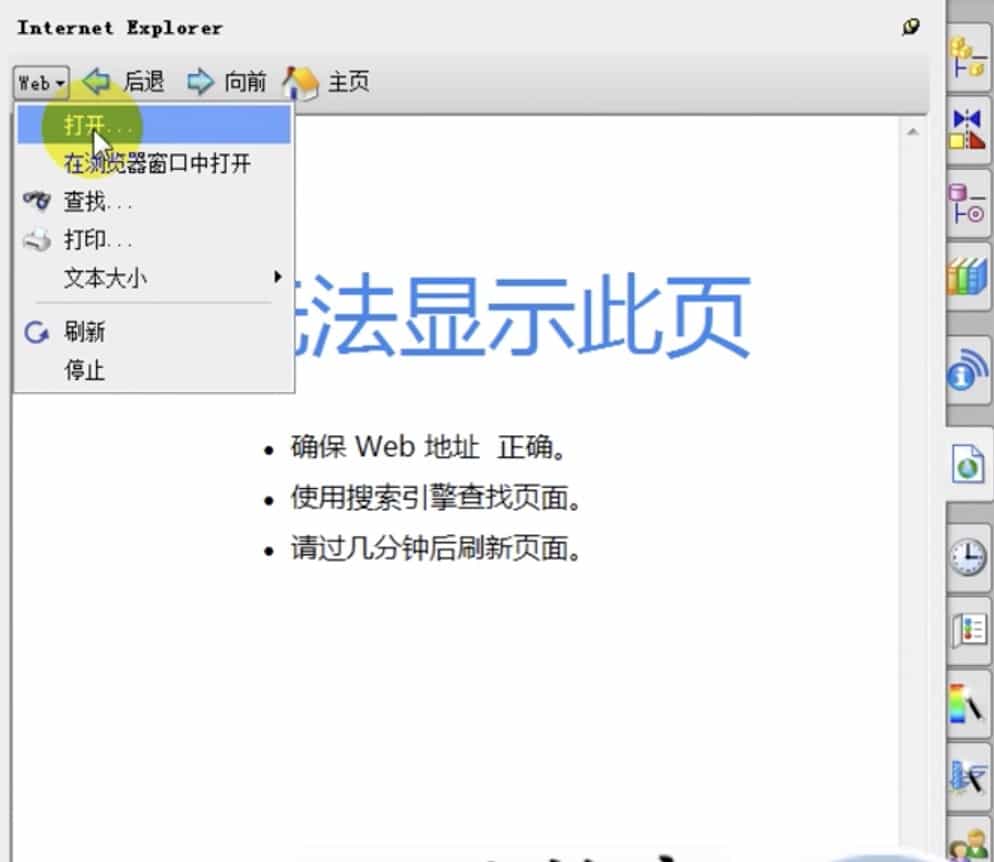 Internet Explorer
Web 后退 向前 主页
打开...
在浏览器窗口中打开
查找...
打印...
文本大小
刷新
停止
法显示此页
确保 Web 地址 正确。
使用搜索引擎查找页面。
请过几分钟后刷新页面。